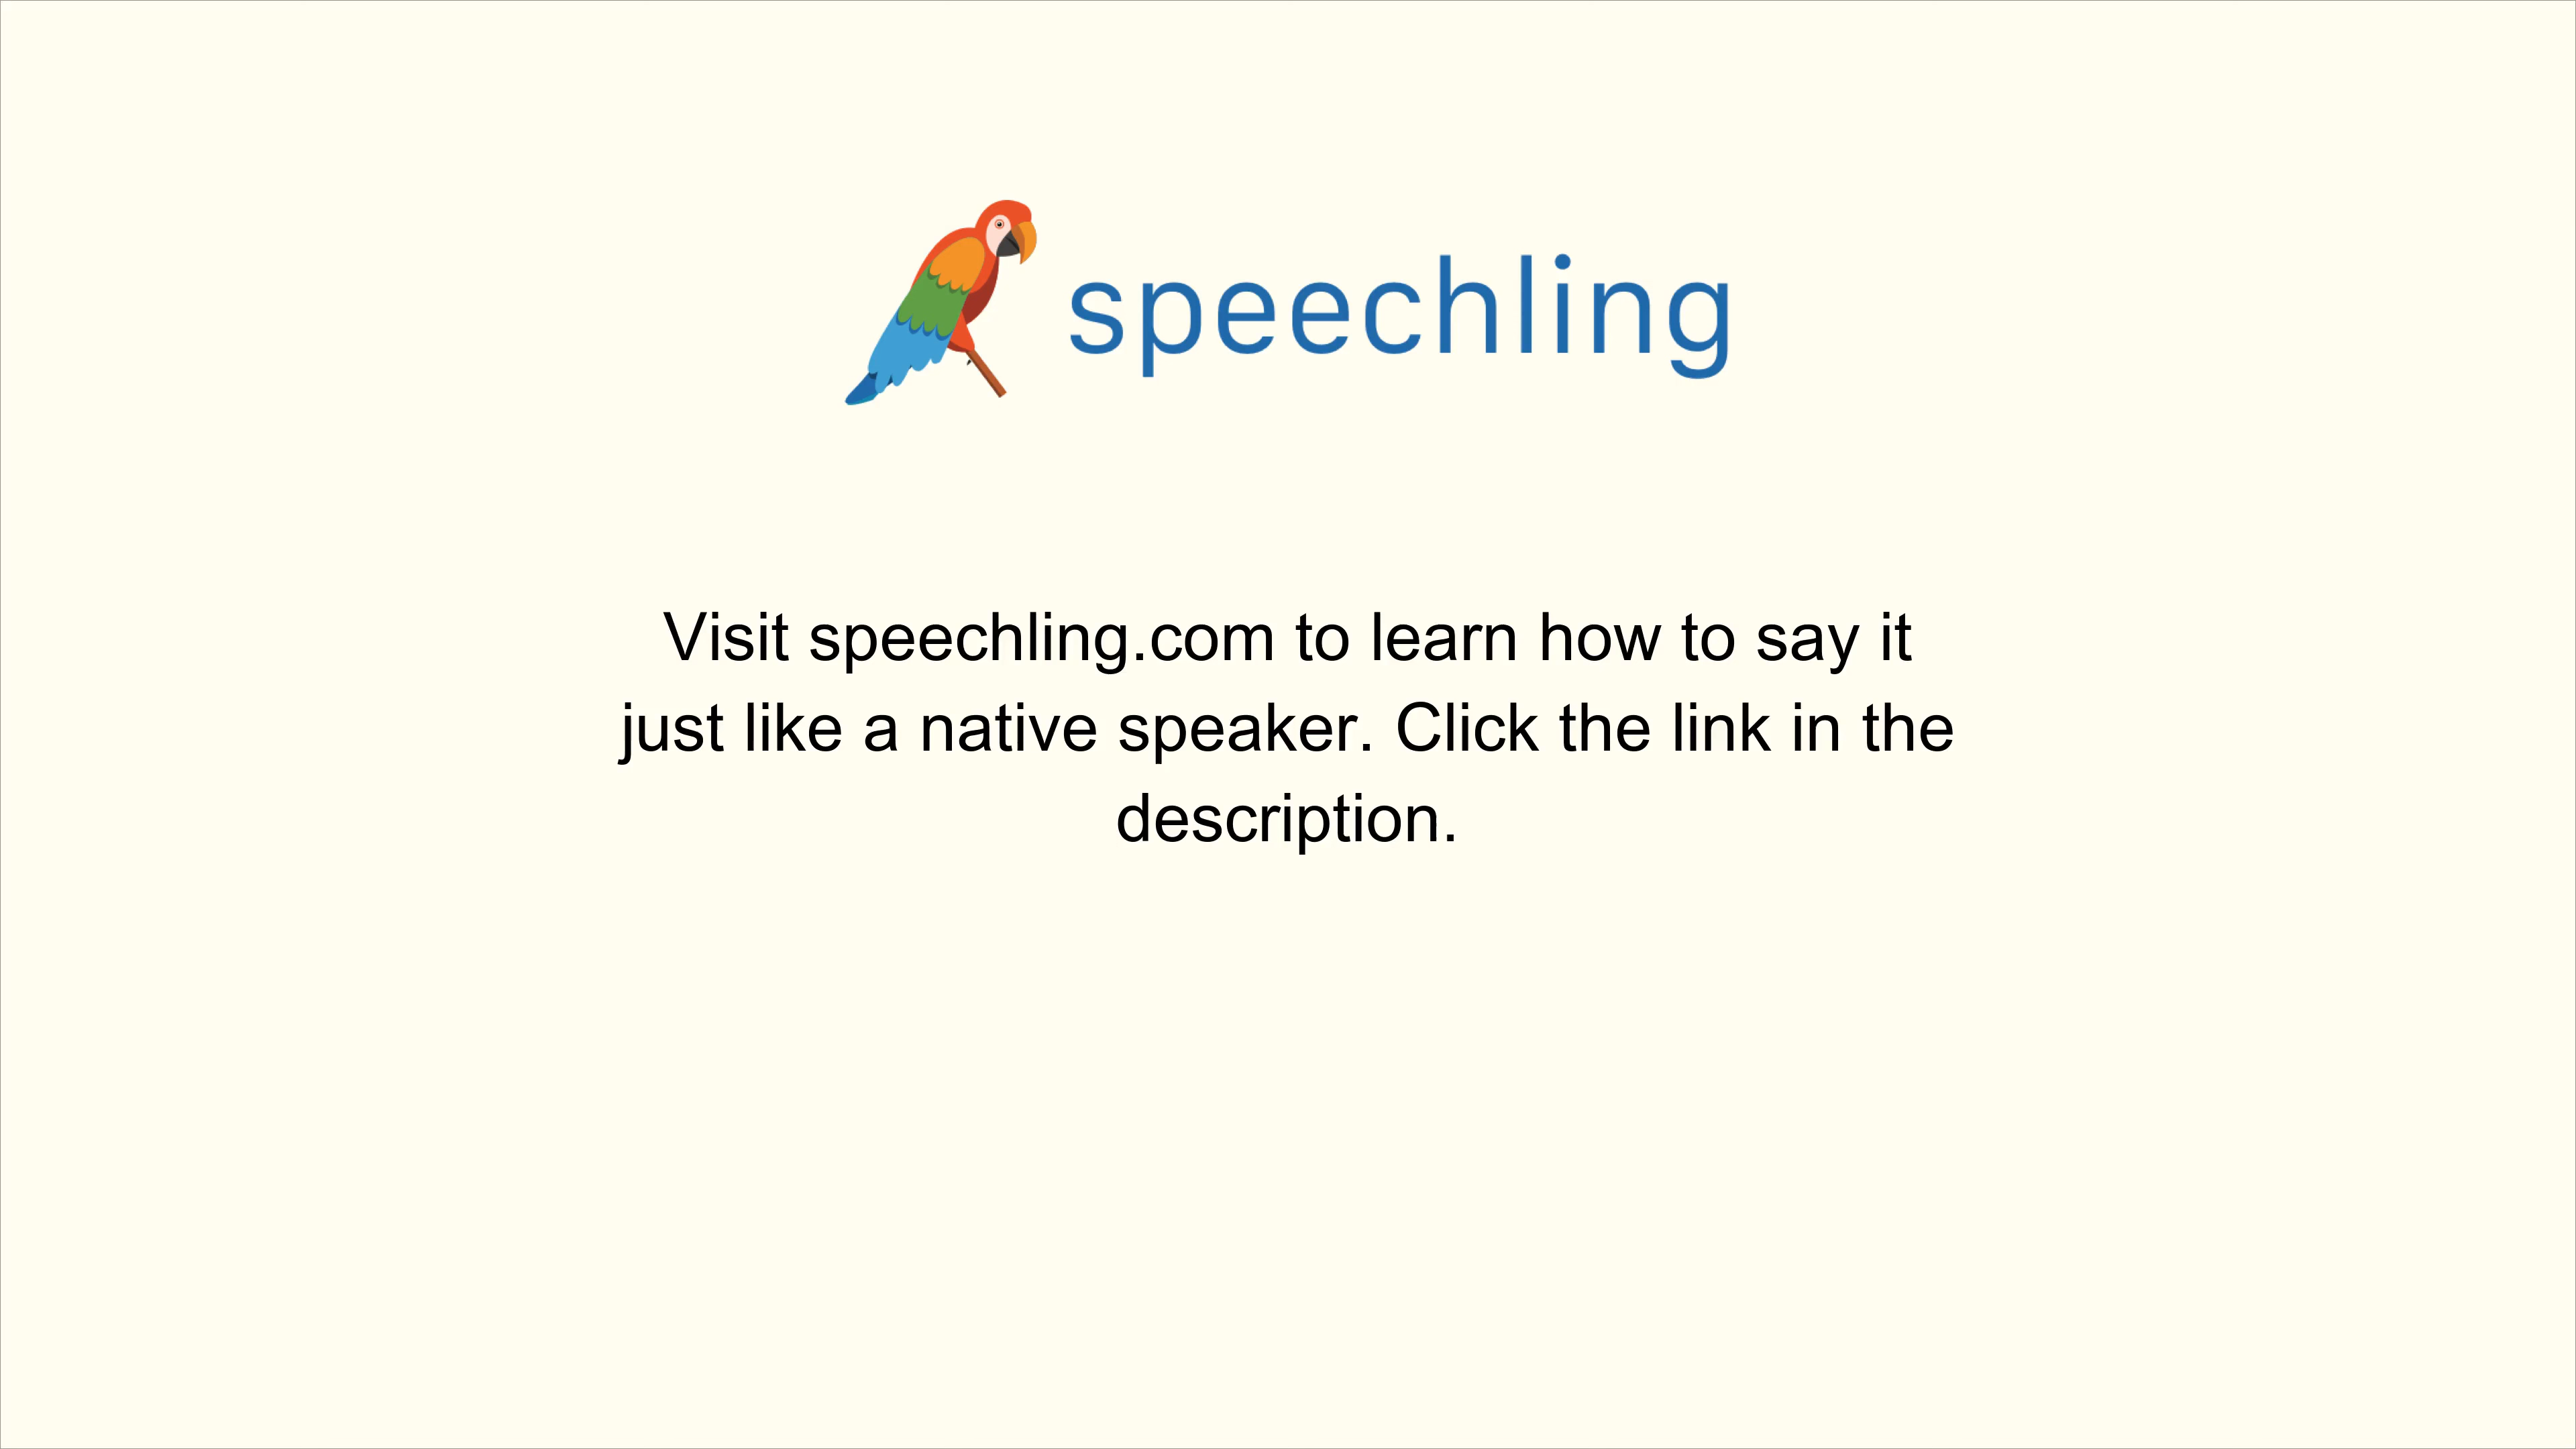 speechling
Visit speechling.com to learn how to say it
just like a native speaker. Click the link in the
description.